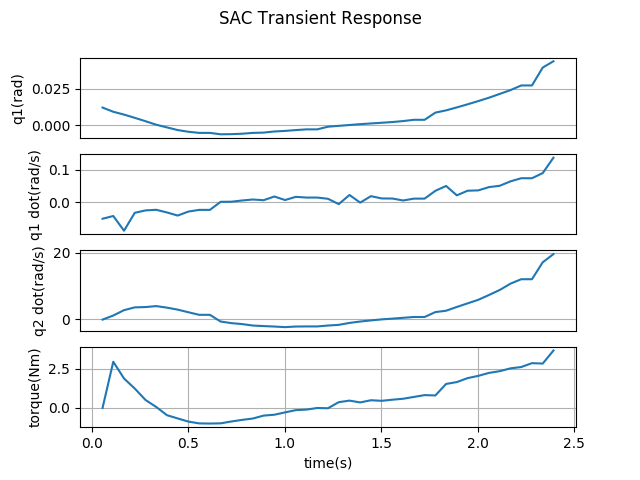 SAC Transient Response
q1(rad)
0.025
0.000
q1 dot(rad/s)
0.1
0.0
q2 dot(rad/s)
20
0
torque(Nm)
2.5
0.0
0.0 0.5 1.0 1.5 2.0 2.5
time(s)